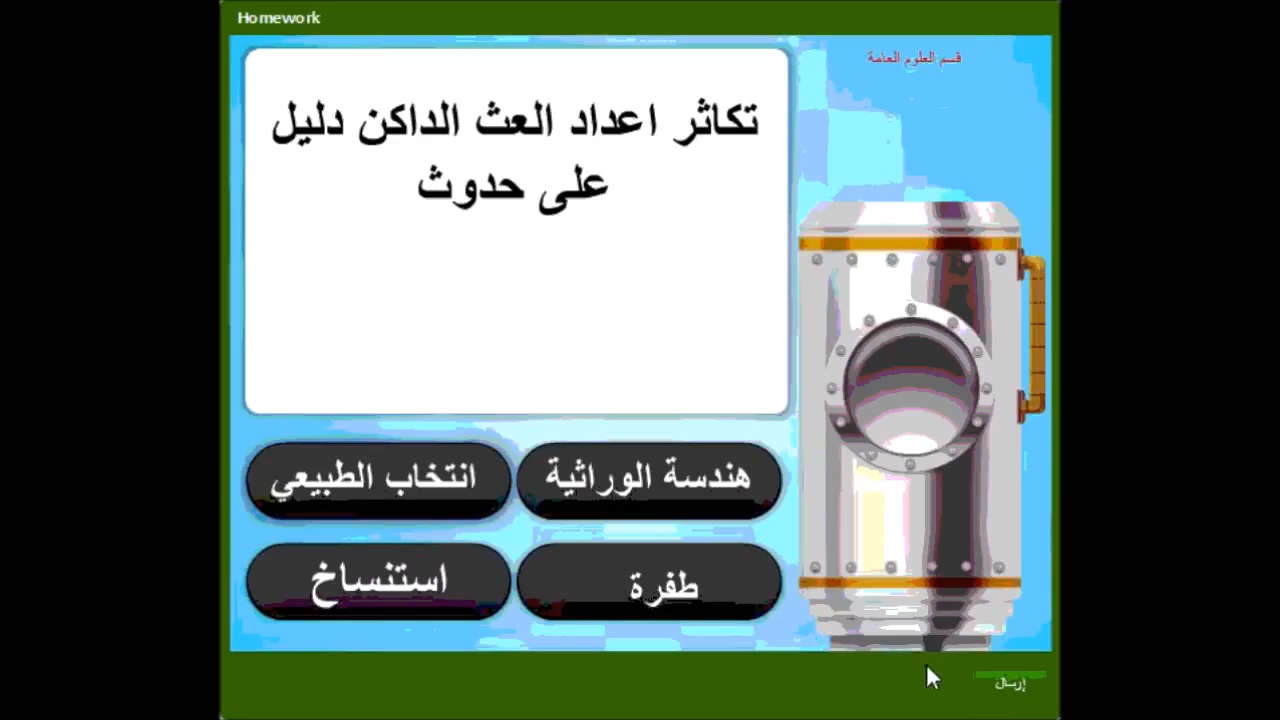 Homework
قسم العلوم العامة
تكاثر اعداد العث الداكن دليل
على حدوث
هندسة الوراثية
انتخاب الطبيعي
طفرة
استنساخ
إرسال